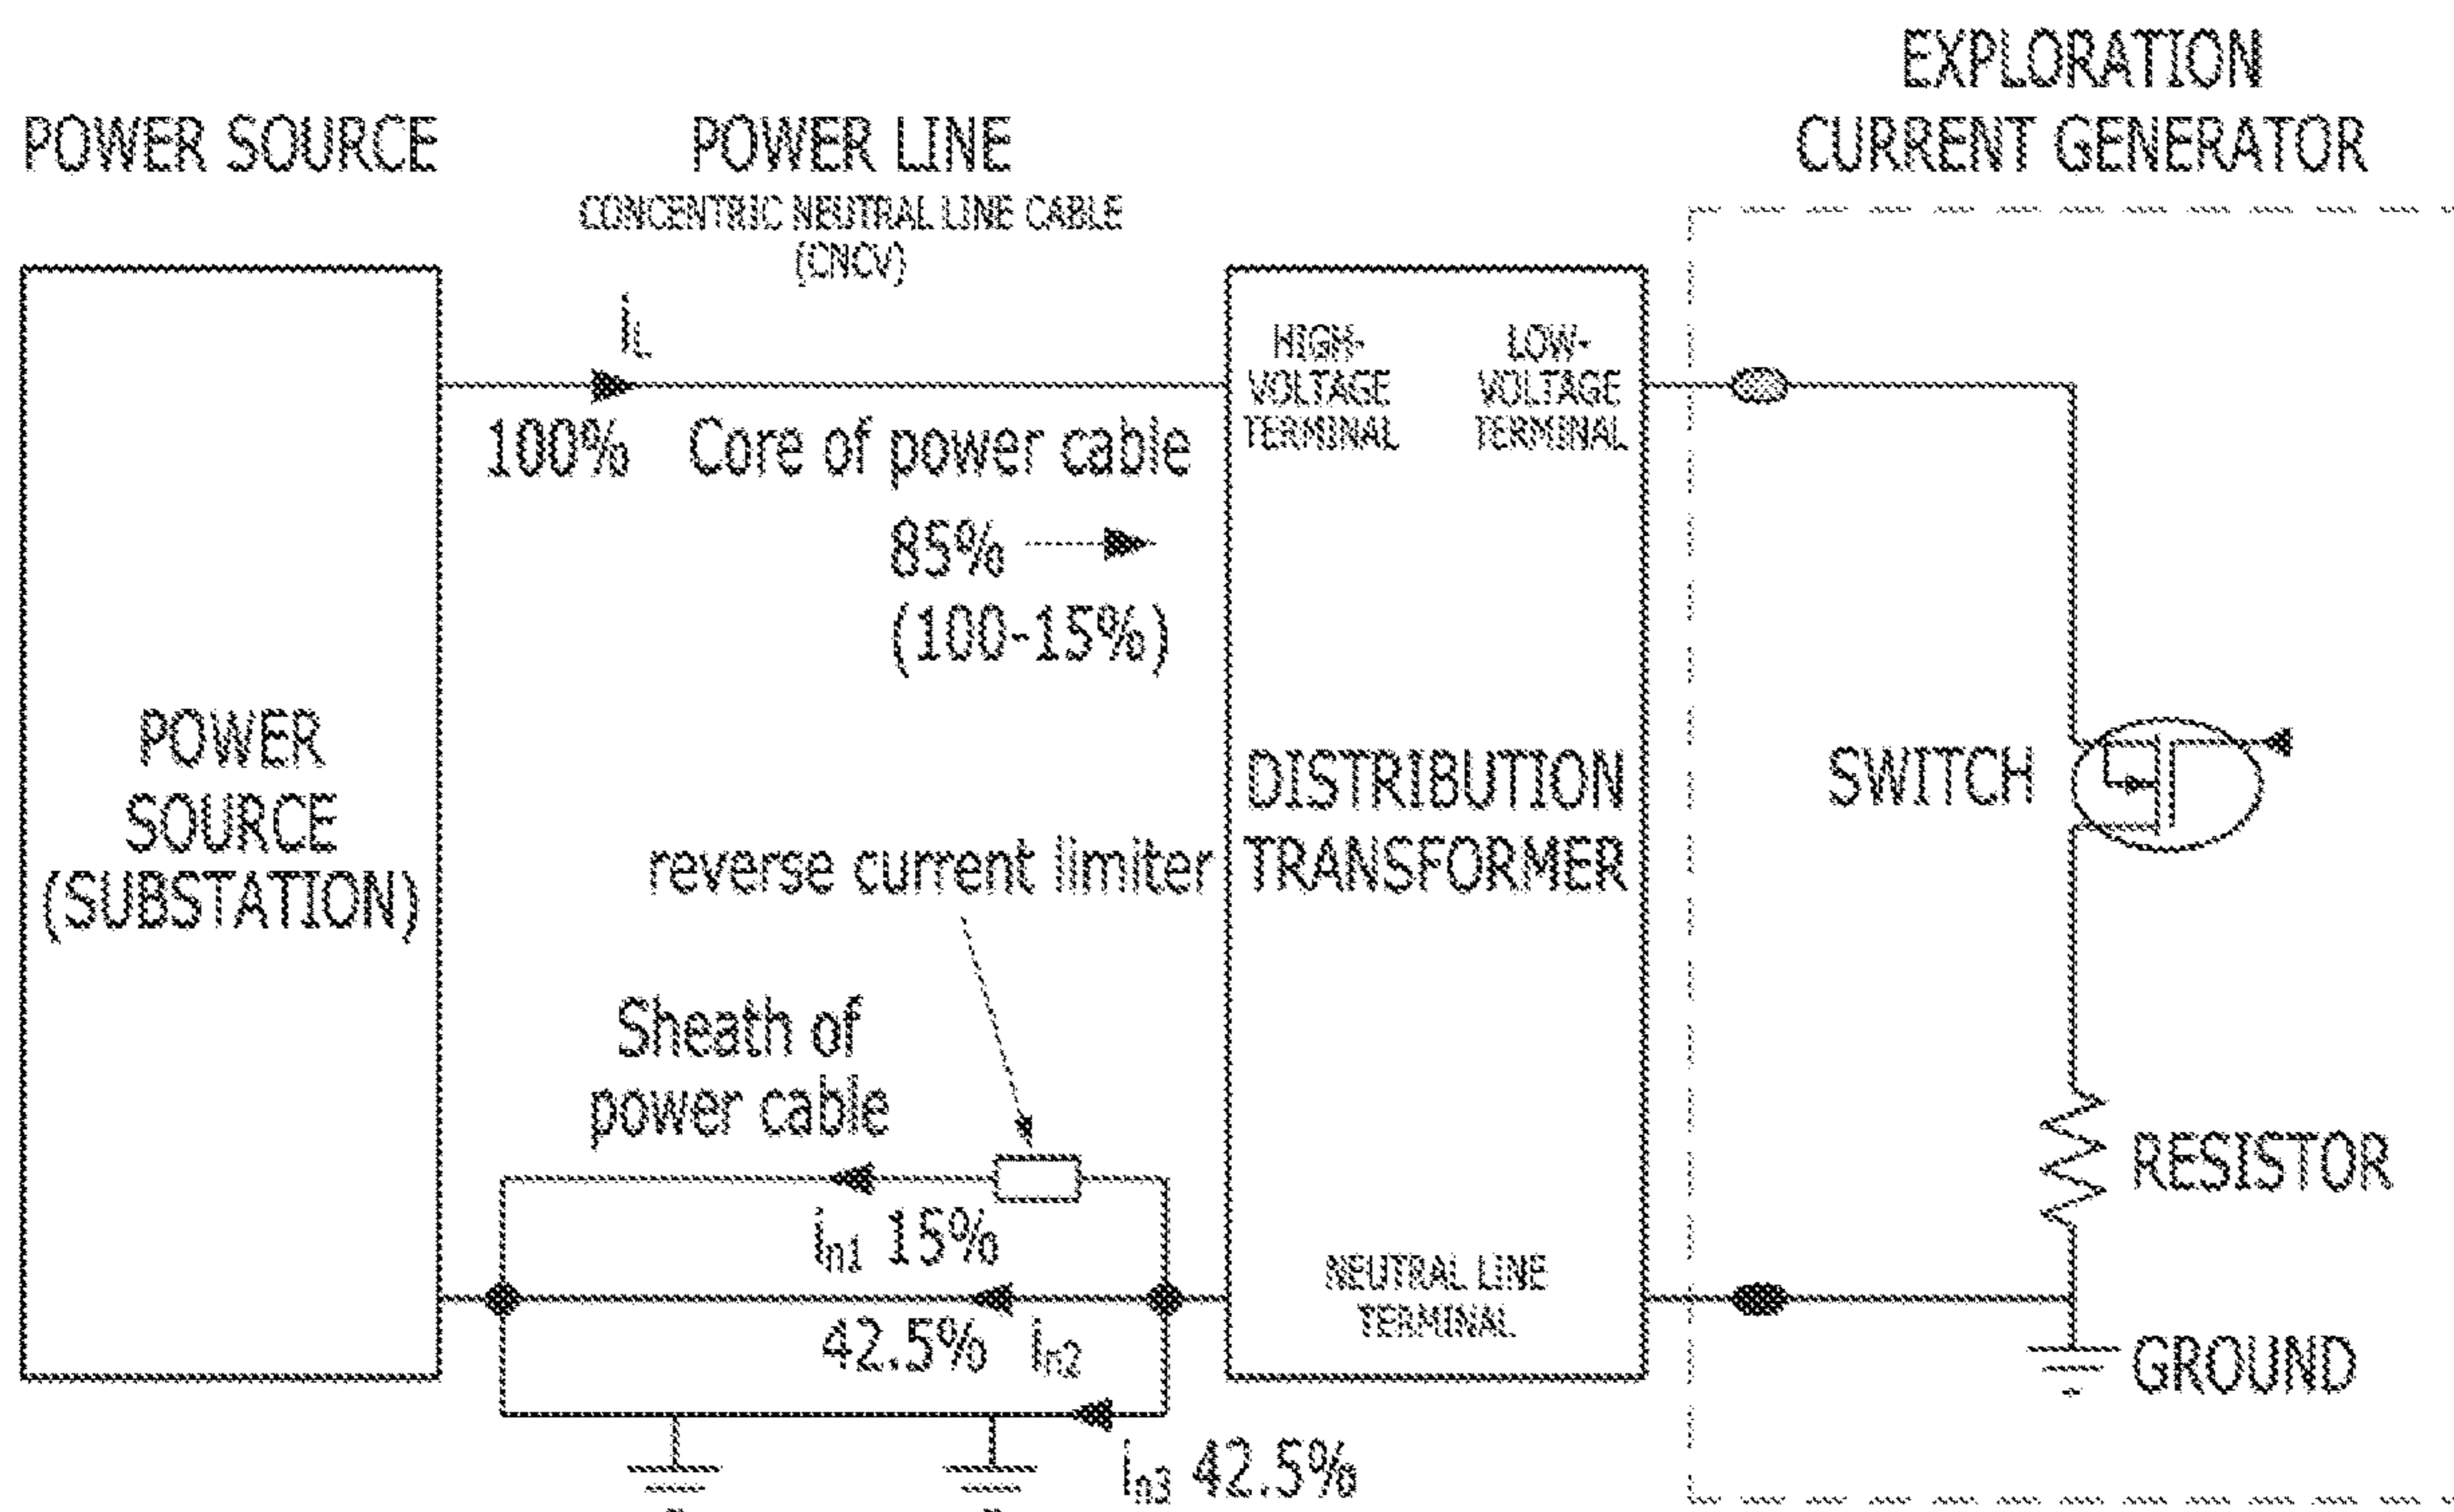 EXPLORATION
CURRENT GENERATOR
POWER SOURCE
POWER LINE
CONCENTRIC NEUTRAL LINE CABLE
(CNCV)
iL
100%
Core of power cable
85%
(100-15%)
HIGH-
VOLTAGE
TERMINAL
LOW-
VOLTAGE
TERMINAL
POWER
SOURCE
(SUBSTATION)
DISTRIBUTION
TRANSFORMER
SWITCH
reverse current limiter
Sheath of
power cable
in1 15%
42.5% in2
in3 42.5%
NEUTRAL LINE
TERMINAL
RESISTOR
GROUND